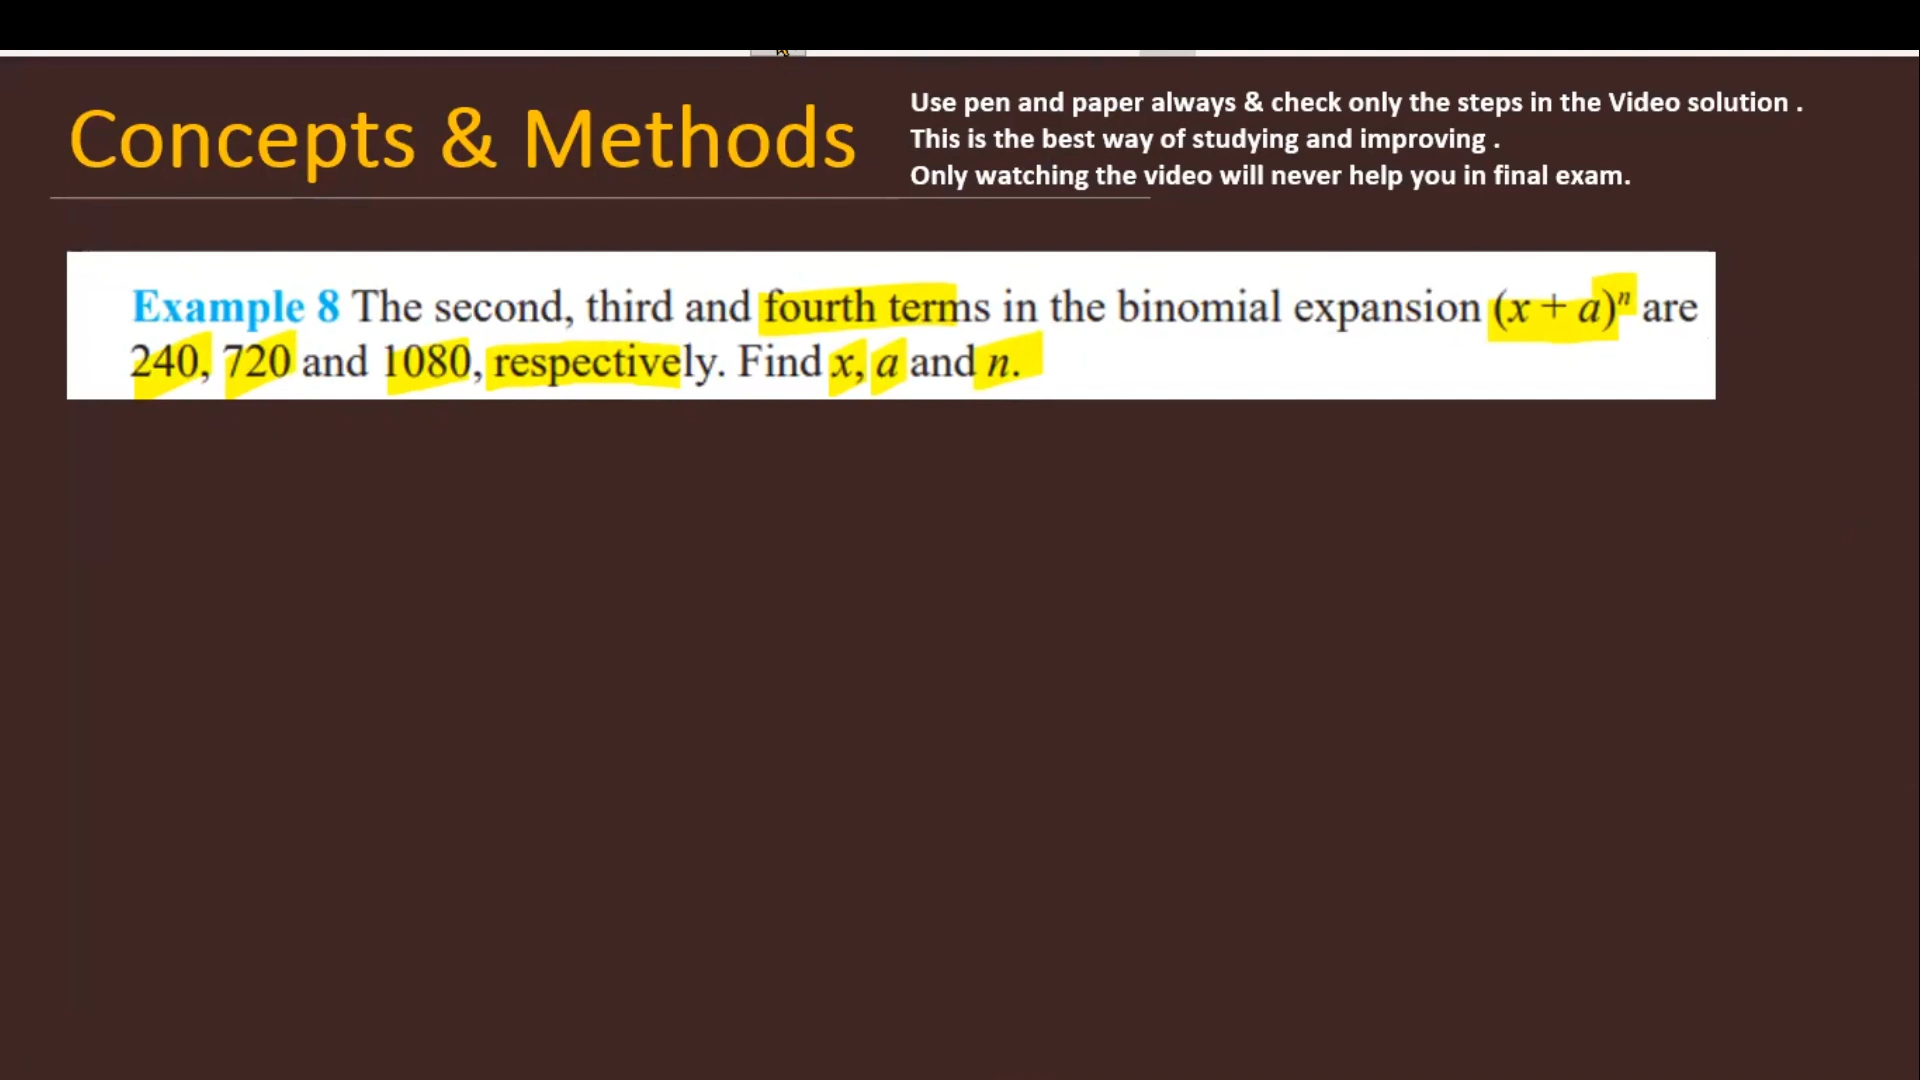 Concepts & Methods
Use pen and paper always & check only the steps in the Video solution .
This is the best way of studying and improving .
Only watching the video will never help you in final exam.
Example 8 The second, third and fourth terms in the binomial expansion (x + a)ⁿ are
240, 720 and 1080, respectively. Find x, a and n.